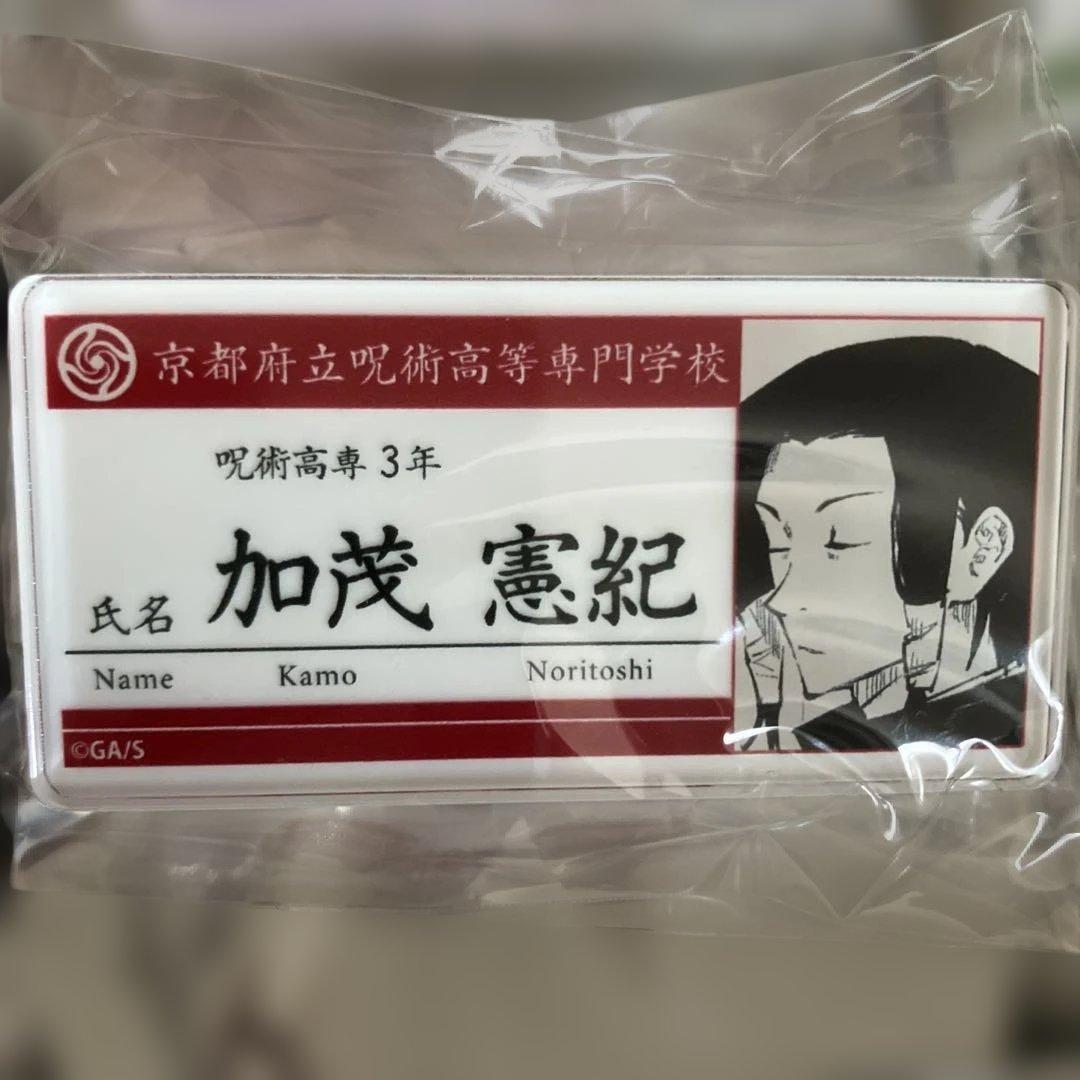 京都府立呪術高等専門学校
呪術高専 3年
氏名 加茂 憲紀
Name Kamo Noritoshi
©GA/S